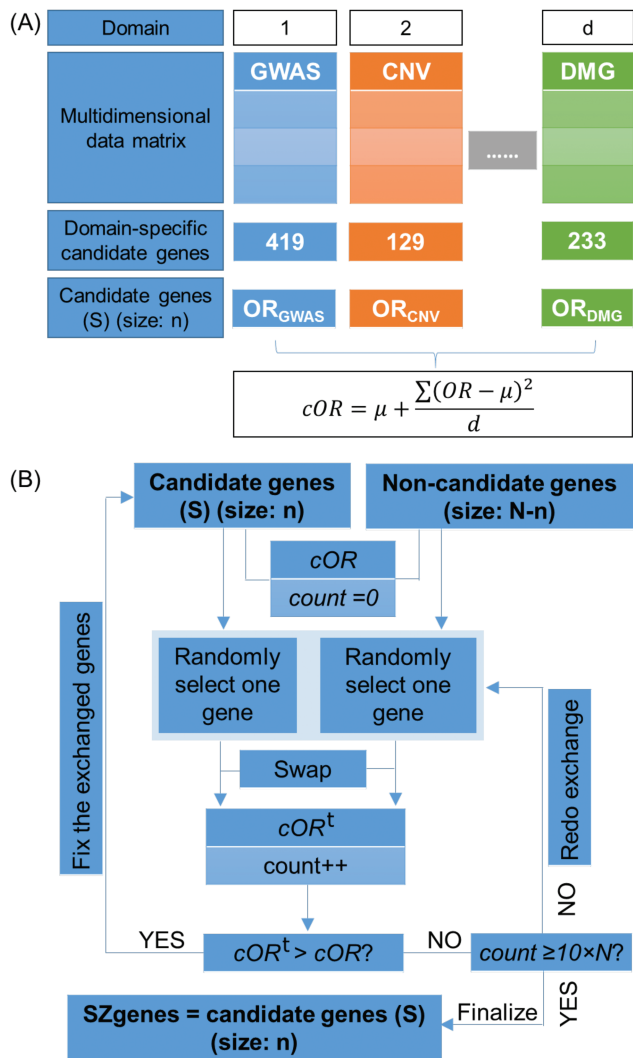 (A)
Domain 1 2 d
Multidimensional data matrix
GWAS CNV ...... DMG
Domain-specific candidate genes
419 129 233
Candidate genes (S) (size: n)
OR_GWAS OR_CNV OR_DMG
cOR = μ + ∑(OR − μ)² / d
(B)
Candidate genes
(S) (size: n)
Non-candidate genes
(size: N-n)
cOR
count =0
Randomly
select one
gene
Randomly
select one
gene
Swap
cORᵗ
count++
Fix the exchanged genes
Redo exchange
YES
cORᵗ > cOR?
NO
count ≥10×N?
NO
YES
Finalize
SZgenes = candidate genes (S)
(size: n)